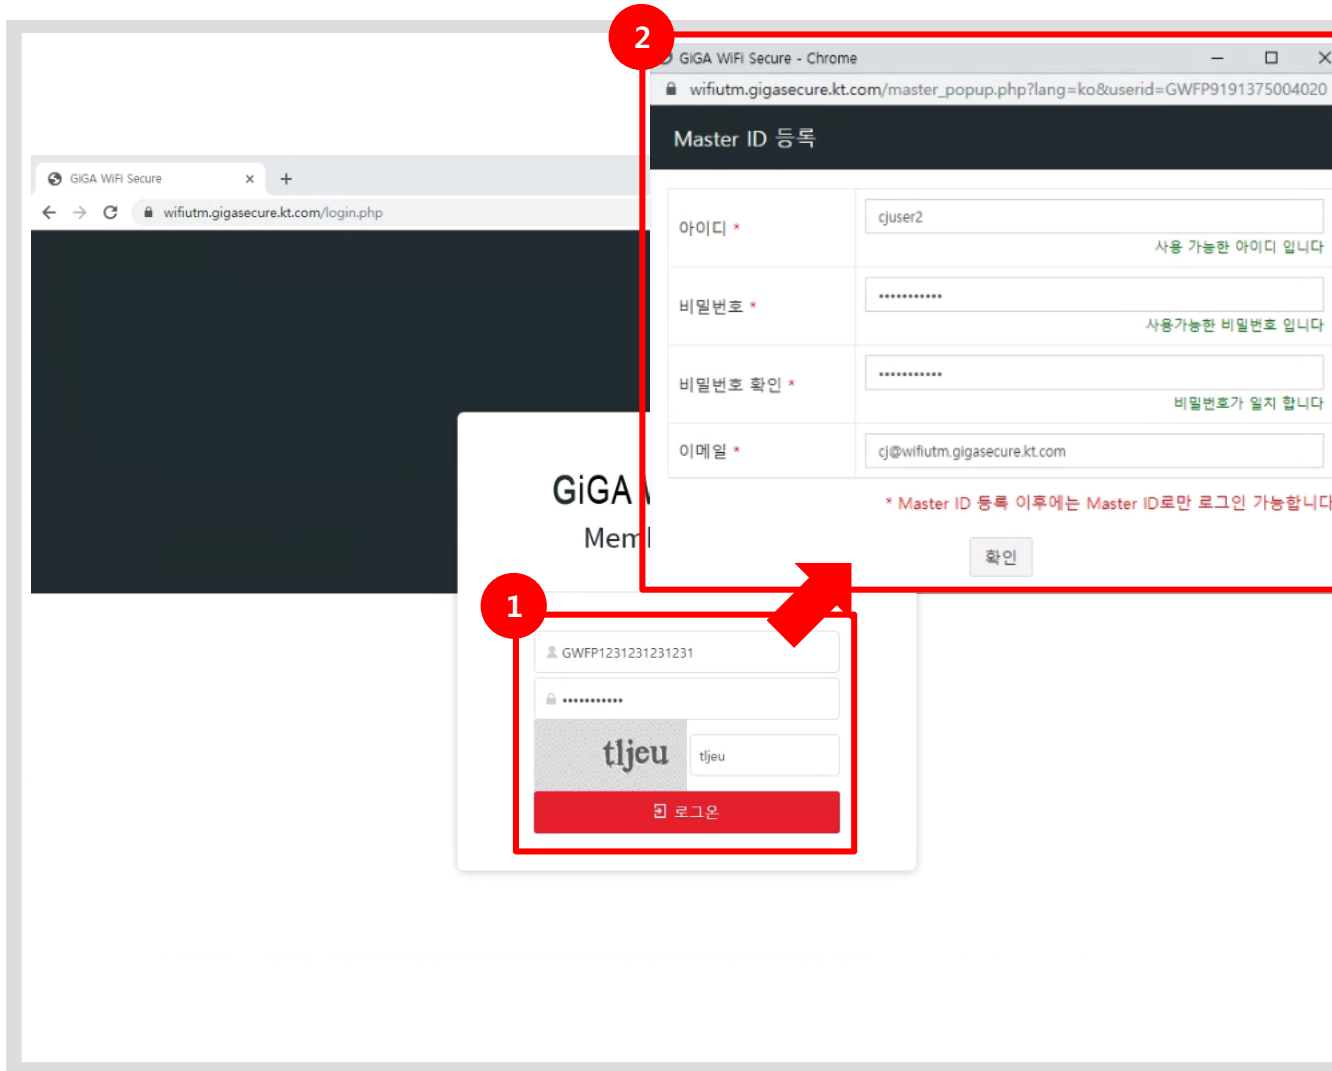 2
GiGA WiFi Secure - Chrome
wifiutm.gigasecure.kt.com/master_popup.php?lang=ko&userid=GWFP9191375004020
Master ID 등록
아이디 *
cjuser2
사용 가능한 아이디 입니다
비밀번호 *
•••••••••••
사용가능한 비밀번호 입니다
비밀번호 확인 *
•••••••••••
비밀번호가 일치 합니다
이메일 *
cj@wifiutm.gigasecure.kt.com
* Master ID 등록 이후에는 Master ID로만 로그인 가능합니다
확인
GiGA WiFi Secure
wifiutm.gigasecure.kt.com/login.php
GiGA
Mem
1
GWFP1231231231231
•••••••••••
tljeu
tljeu
로그온